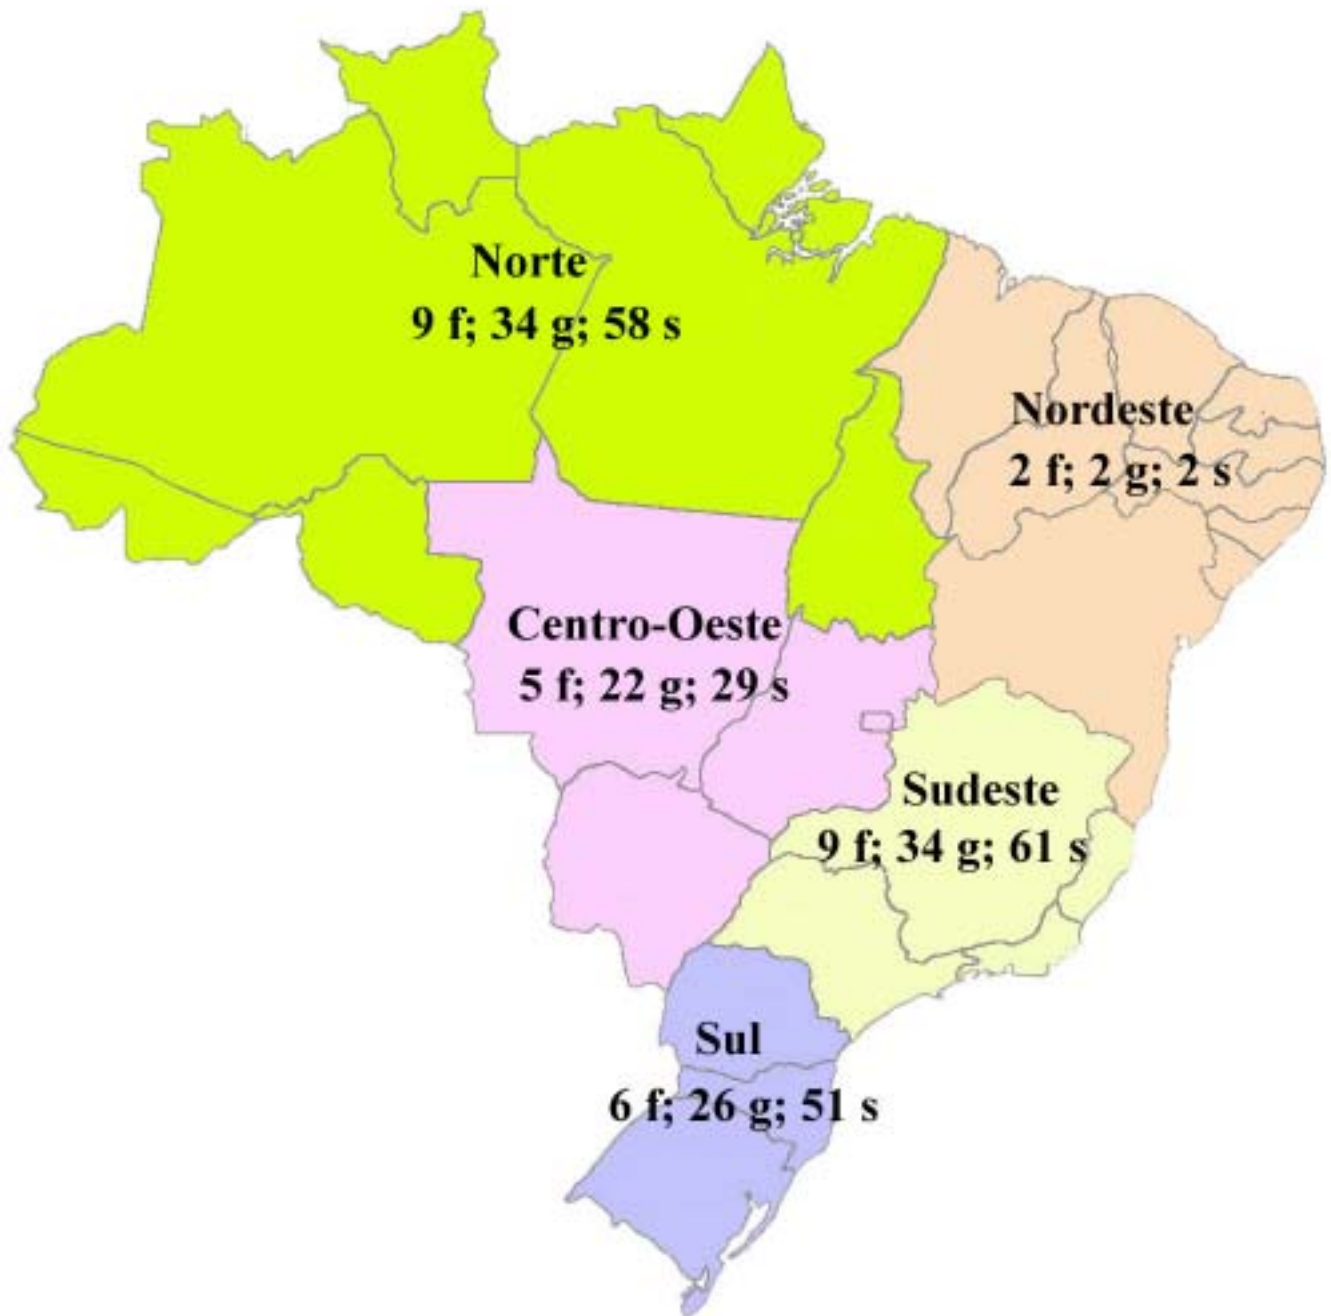 Norte
9 f; 34 g; 58 s
Nordeste
2 f; 2 g; 2 s
Centro-Oeste
5 f; 22 g; 29 s
Sudeste
9 f; 34 g; 61 s
Sul
6 f; 26 g; 51 s